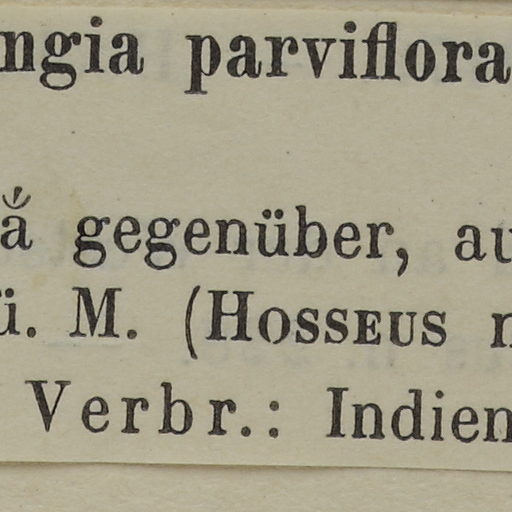 ngia parviflora
ắ gegenüber, au
ü. M. (HOSSEUS n
Verbr.: Indien